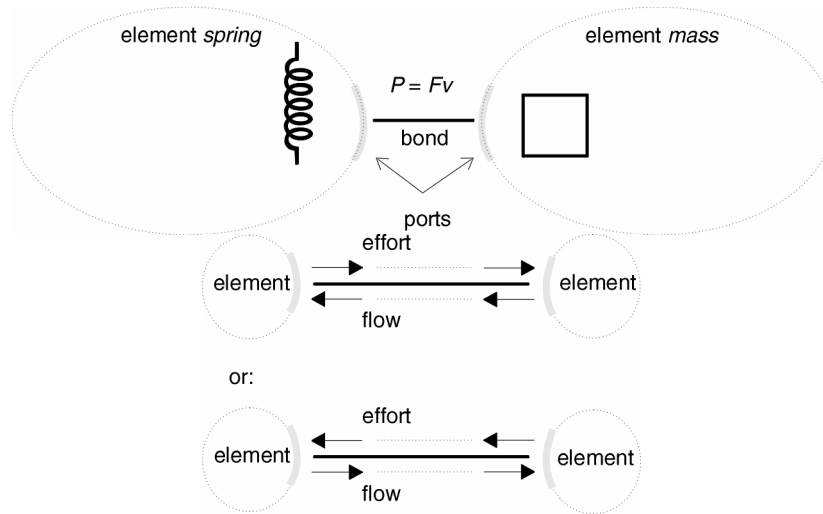 element spring
element mass
P = Fv
bond
ports
effort
element
element
flow
or:
effort
element
element
flow